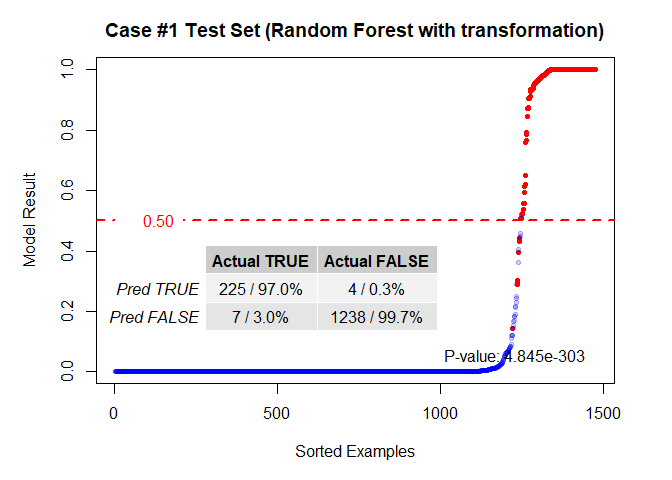 Case #1 Test Set (Random Forest with transformation)
Model Result
1.0
0.8
0.6
0.4
0.2
0.0
0.50
Actual TRUE Actual FALSE
Pred TRUE 225 / 97.0% 4 / 0.3%
Pred FALSE 7 / 3.0% 1238 / 99.7%
P-value: 4.845e-303
0 500 1000 1500
Sorted Examples